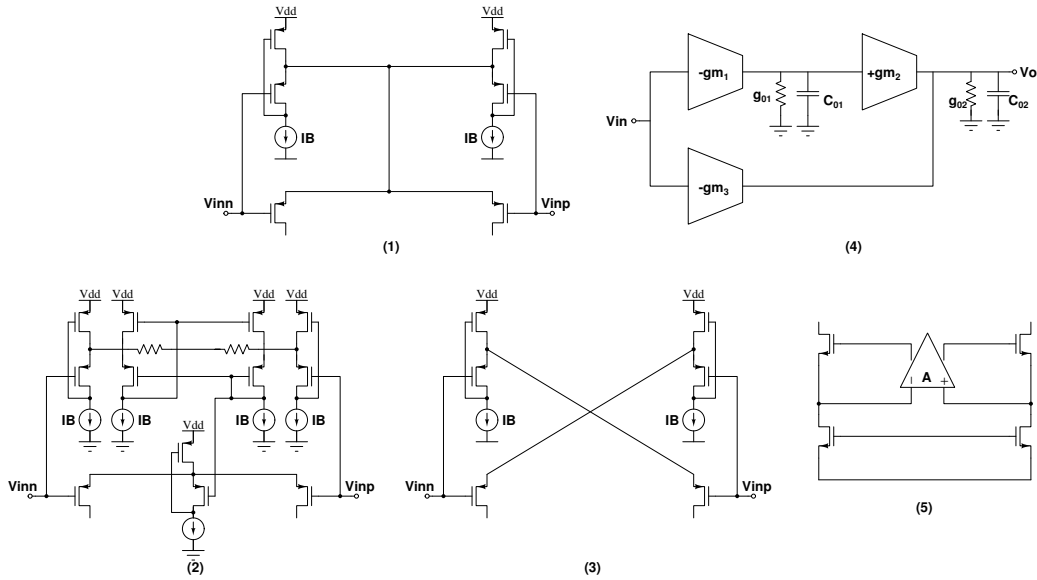 Vdd Vdd
IB IB
Vinn Vinp
(1)
-gm1 +gm2 Vo
g01 C01 g02 C02
Vin
-gm3
(4)
Vdd Vdd Vdd Vdd
IB IB IB IB
Vdd
Vinn Vinp
(2)
Vdd Vdd
IB IB
Vinn Vinp
(3)
A
− +
(5)